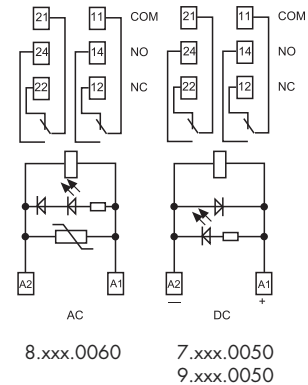 21 11 COM 21 11 COM
24 14 NO 24 14 NO
22 12 NC 22 12 NC
A2 A1 A2 A1
— +
AC DC
8.xxx.0060 7.xxx.0050
9.xxx.0050